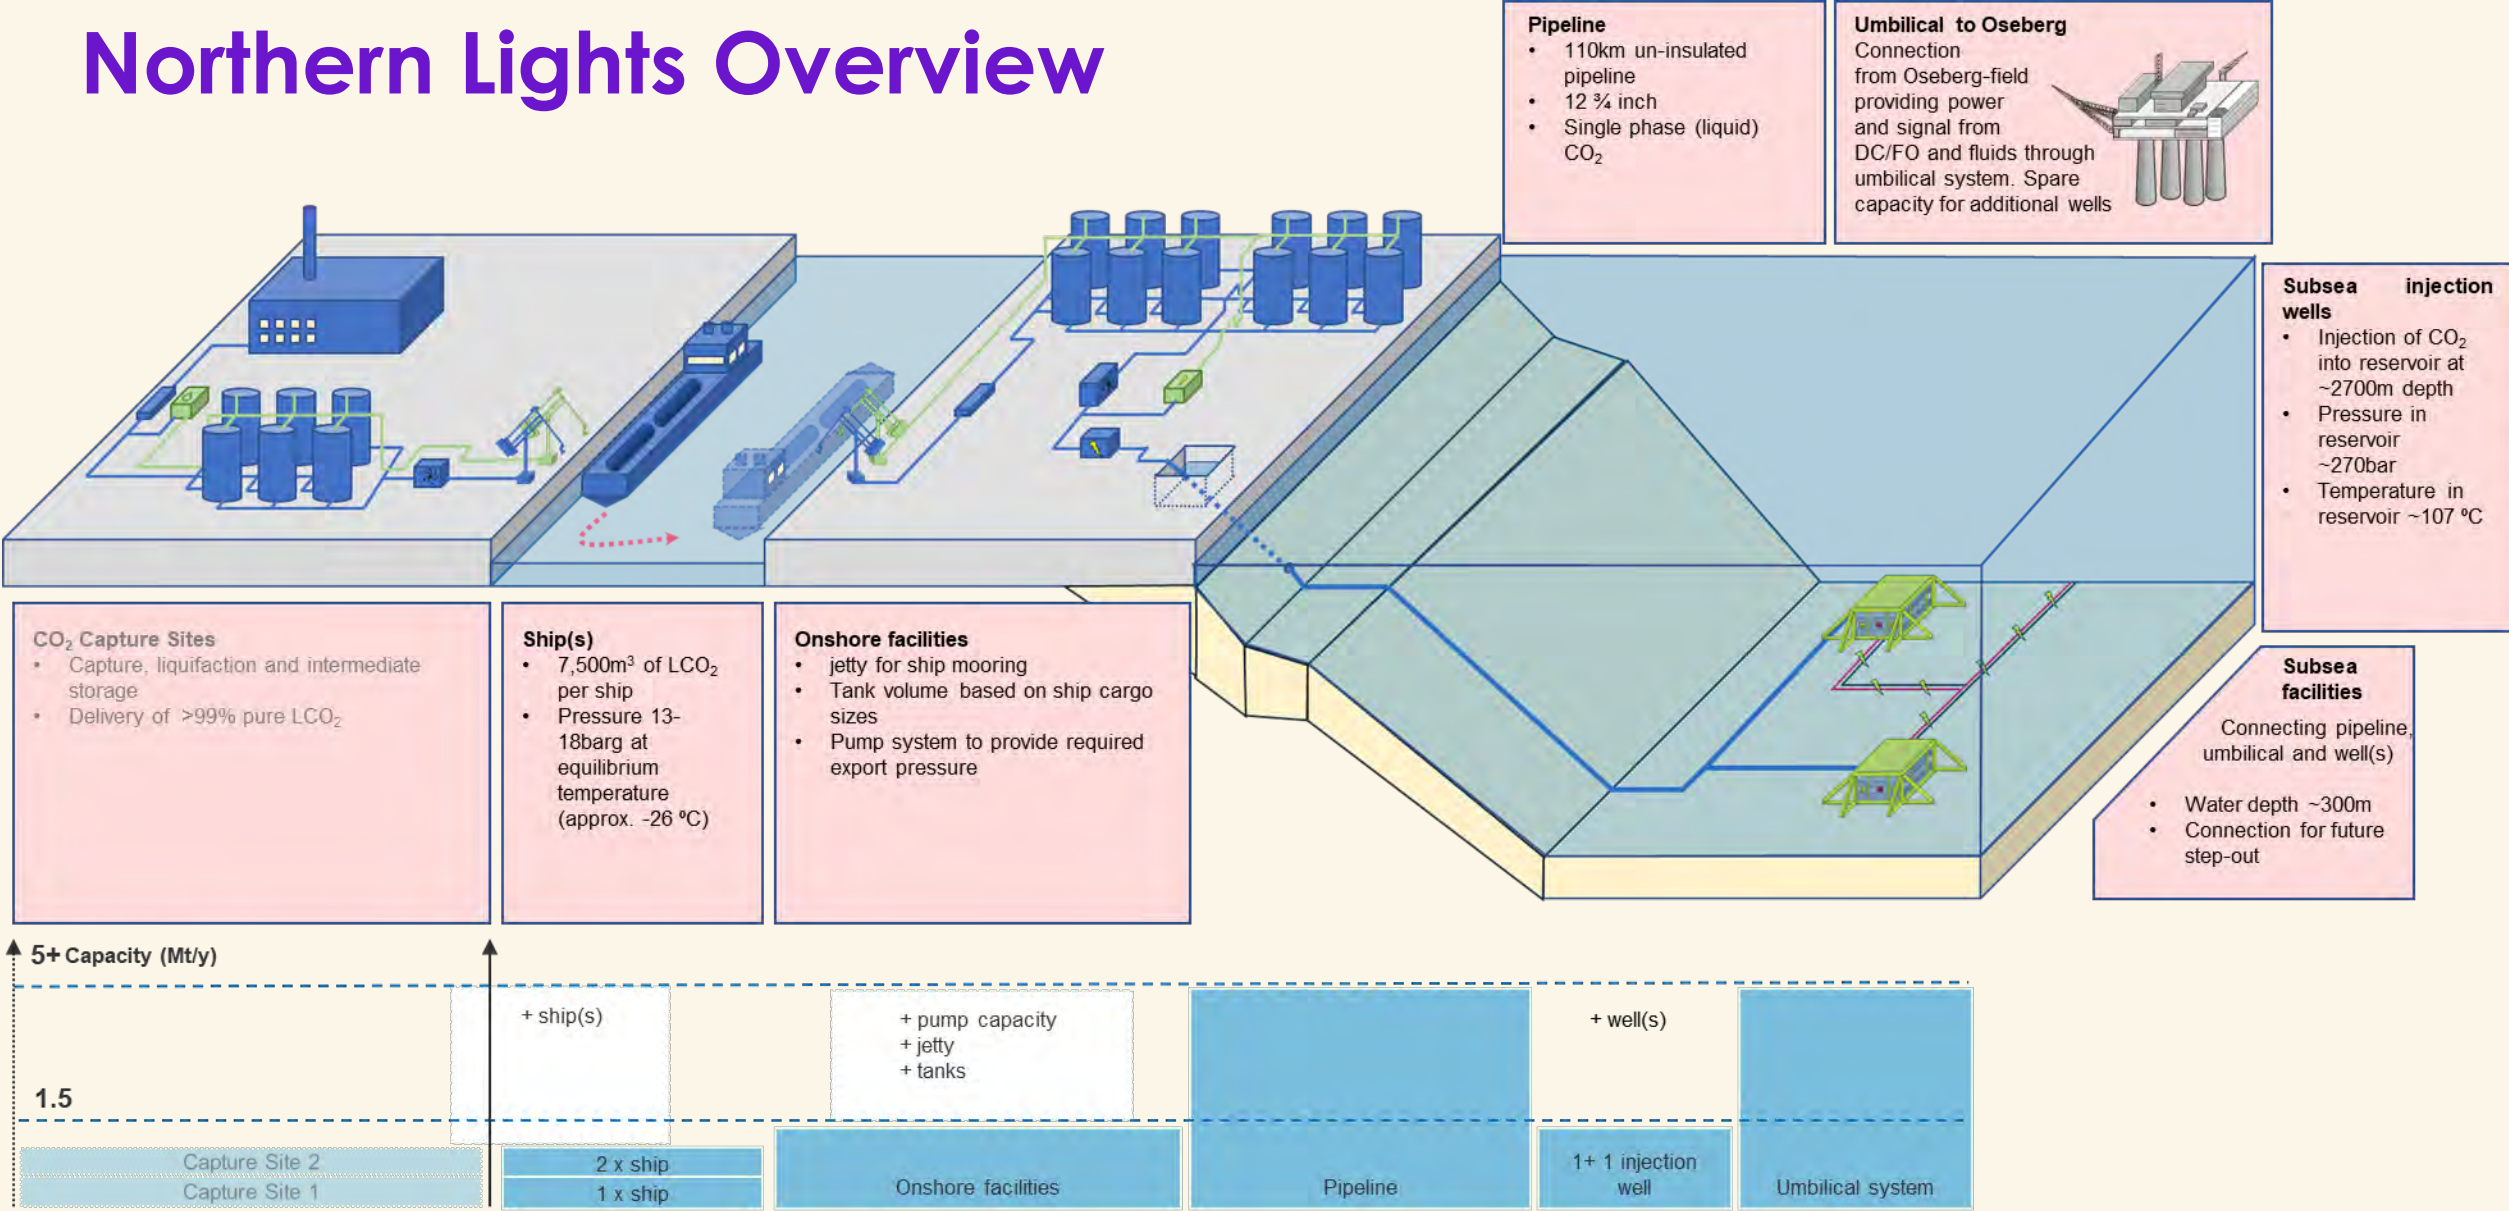 Northern Lights Overview
Pipeline
• 110km un-insulated
pipeline
• 12 ¾ inch
• Single phase (liquid)
CO₂
Umbilical to Oseberg
Connection
from Oseberg-field
providing power
and signal from
DC/FO and fluids through
umbilical system. Spare
capacity for additional wells
Subsea injection
wells
• Injection of CO₂
into reservoir at
~2700m depth
• Pressure in
reservoir
~270bar
• Temperature in
reservoir ~107 ⁰C
CO₂ Capture Sites
• Capture, liquifaction and intermediate
storage
• Delivery of >99% pure LCO₂
Ship(s)
• 7,500m³ of LCO₂
per ship
• Pressure 13-
18barg at
equilibrium
temperature
(approx. -26 ⁰C)
Onshore facilities
• jetty for ship mooring
• Tank volume based on ship cargo
sizes
• Pump system to provide required
export pressure
Subsea
facilities
Connecting pipeline,
umbilical and well(s)
• Water depth ~300m
• Connection for future
step-out
5+ Capacity (Mt/y)
+ ship(s)
+ pump capacity
+ jetty
+ tanks
+ well(s)
1.5
Capture Site 2
Capture Site 1
2 x ship
1 x ship
Onshore facilities
Pipeline
1+ 1 injection
well
Umbilical system